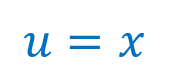 u = x